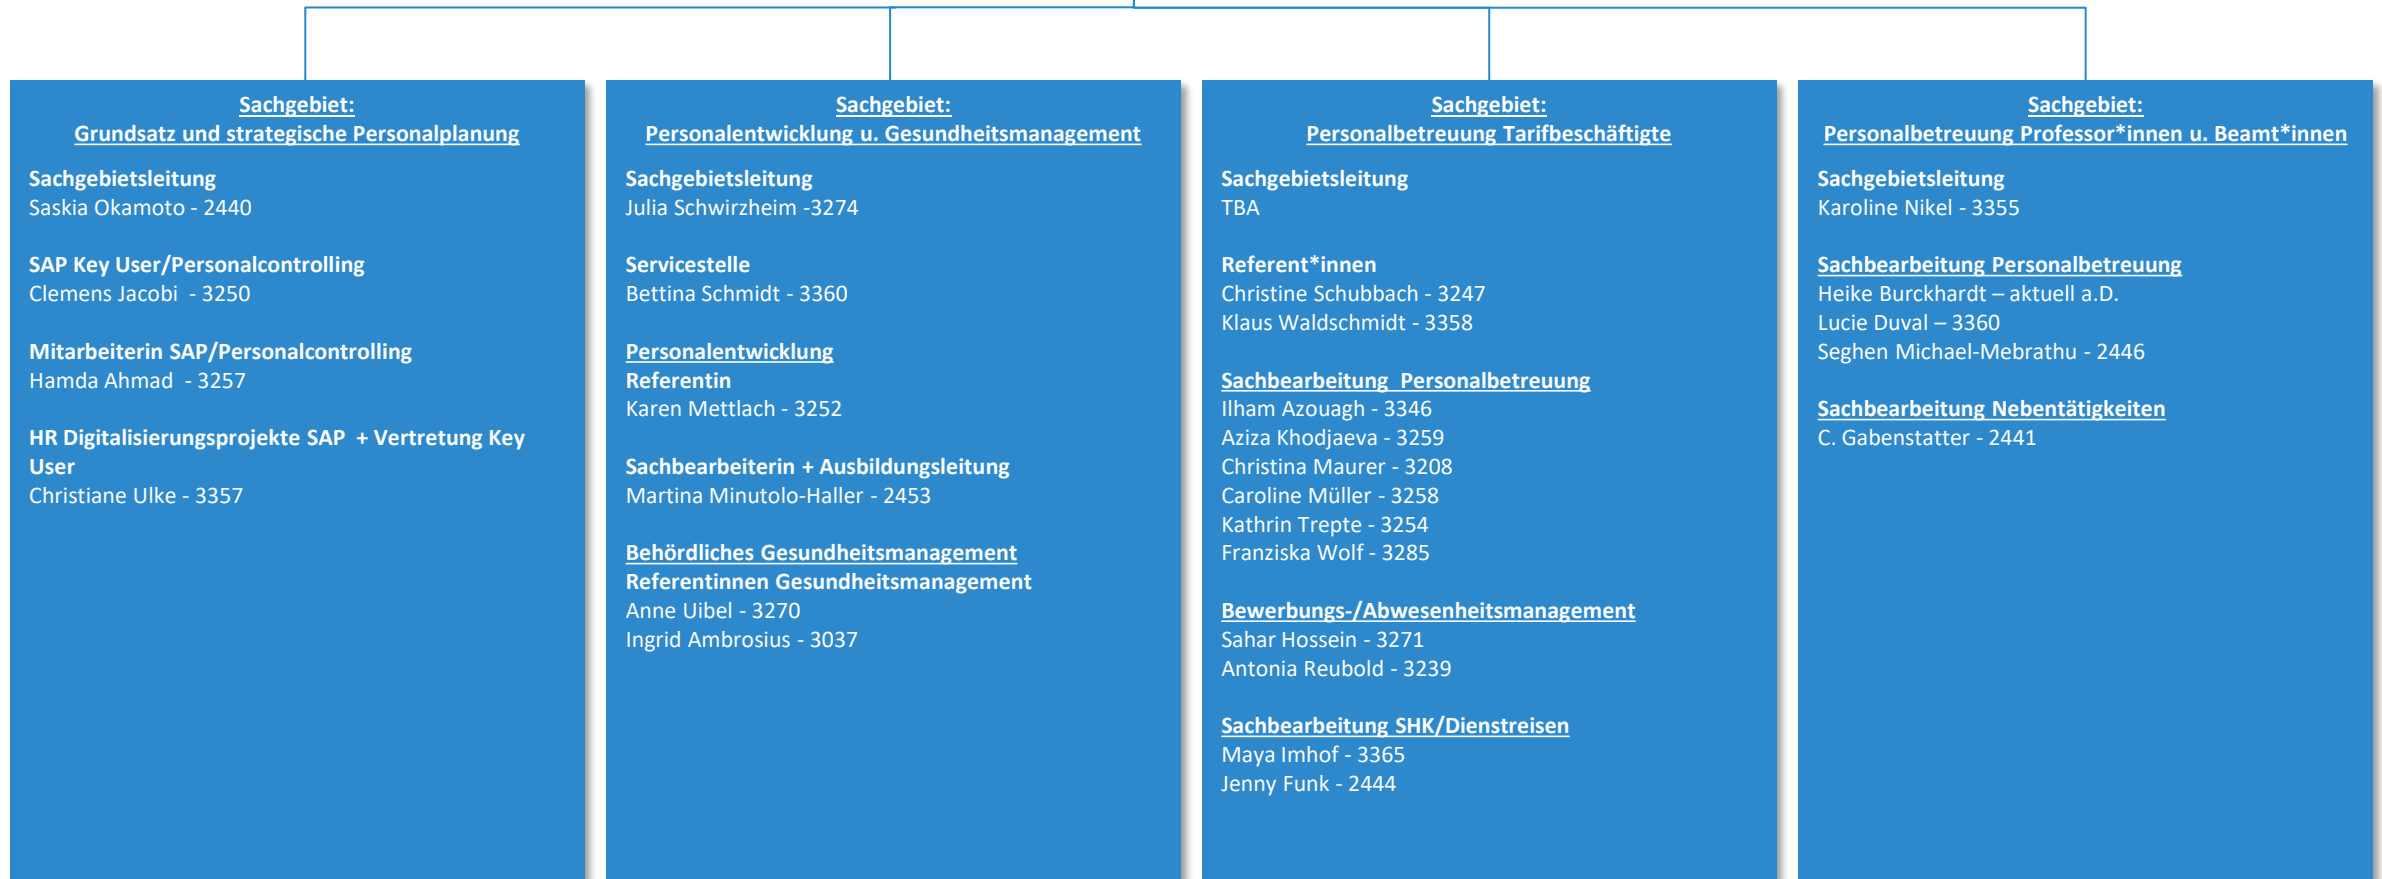 Sachgebiet:
Grundsatz und strategische Personalplanung
Sachgebietsleitung
Saskia Okamoto - 2440
SAP Key User/Personalcontrolling
Clemens Jacobi  - 3250
Mitarbeiterin SAP/Personalcontrolling
Hamda Ahmad  - 3257
HR Digitalisierungsprojekte SAP  + Vertretung Key
User
Christiane Ulke - 3357
Sachgebiet:
Personalentwicklung u. Gesundheitsmanagement
Sachgebietsleitung
Julia Schwirzheim -3274
Servicestelle
Bettina Schmidt - 3360
Personalentwicklung
Referentin
Karen Mettlach - 3252
Sachbearbeiterin + Ausbildungsleitung
Martina Minutolo-Haller - 2453
Behördliches Gesundheitsmanagement
Referentinnen Gesundheitsmanagement
Anne Uibel - 3270
Ingrid Ambrosius - 3037
Sachgebiet:
Personalbetreuung Tarifbeschäftigte
Sachgebietsleitung
TBA
Referent*innen
Christine Schubbach - 3247
Klaus Waldschmidt - 3358
Sachbearbeitung  Personalbetreuung
Ilham Azouagh - 3346
Aziza Khodjaeva - 3259
Christina Maurer - 3208
Caroline Müller - 3258
Kathrin Trepte - 3254
Franziska Wolf - 3285
Bewerbungs-/Abwesenheitsmanagement
Sahar Hossein - 3271
Antonia Reubold - 3239
Sachbearbeitung SHK/Dienstreisen
Maya Imhof - 3365
Jenny Funk - 2444
Sachgebiet:
Personalbetreuung Professor*innen u. Beamt*innen
Sachgebietsleitung
Karoline Nikel - 3355
Sachbearbeitung Personalbetreuung
Heike Burckhardt – aktuell a.D.
Lucie Duval – 3360
Seghen Michael-Mebrathu - 2446
Sachbearbeitung Nebentätigkeiten
C. Gabenstatter - 2441